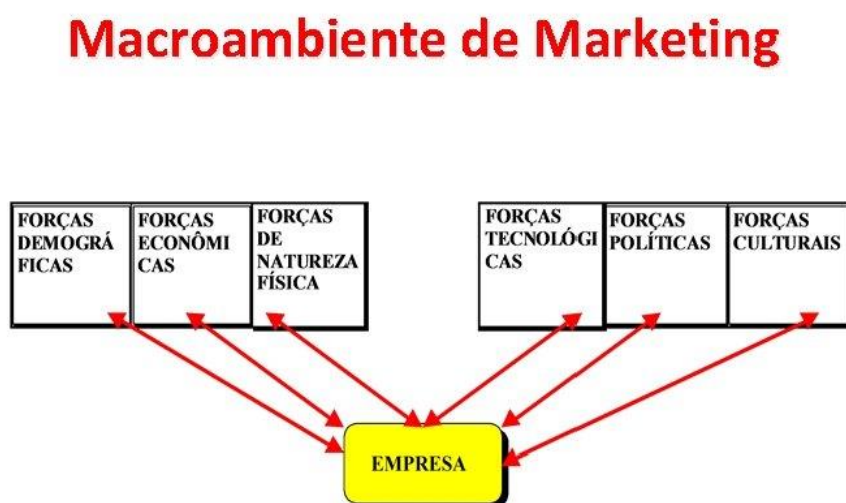 Macroambiente de Marketing
FORÇAS
DEMOGRÁ
FICAS
FORÇAS
ECONÔMI
CAS
FORÇAS
DE
NATUREZA
FÍSICA
FORÇAS
TECNOLÓGI
CAS
FORÇAS
POLÍTICAS
FORÇAS
CULTURAIS
EMPRESA